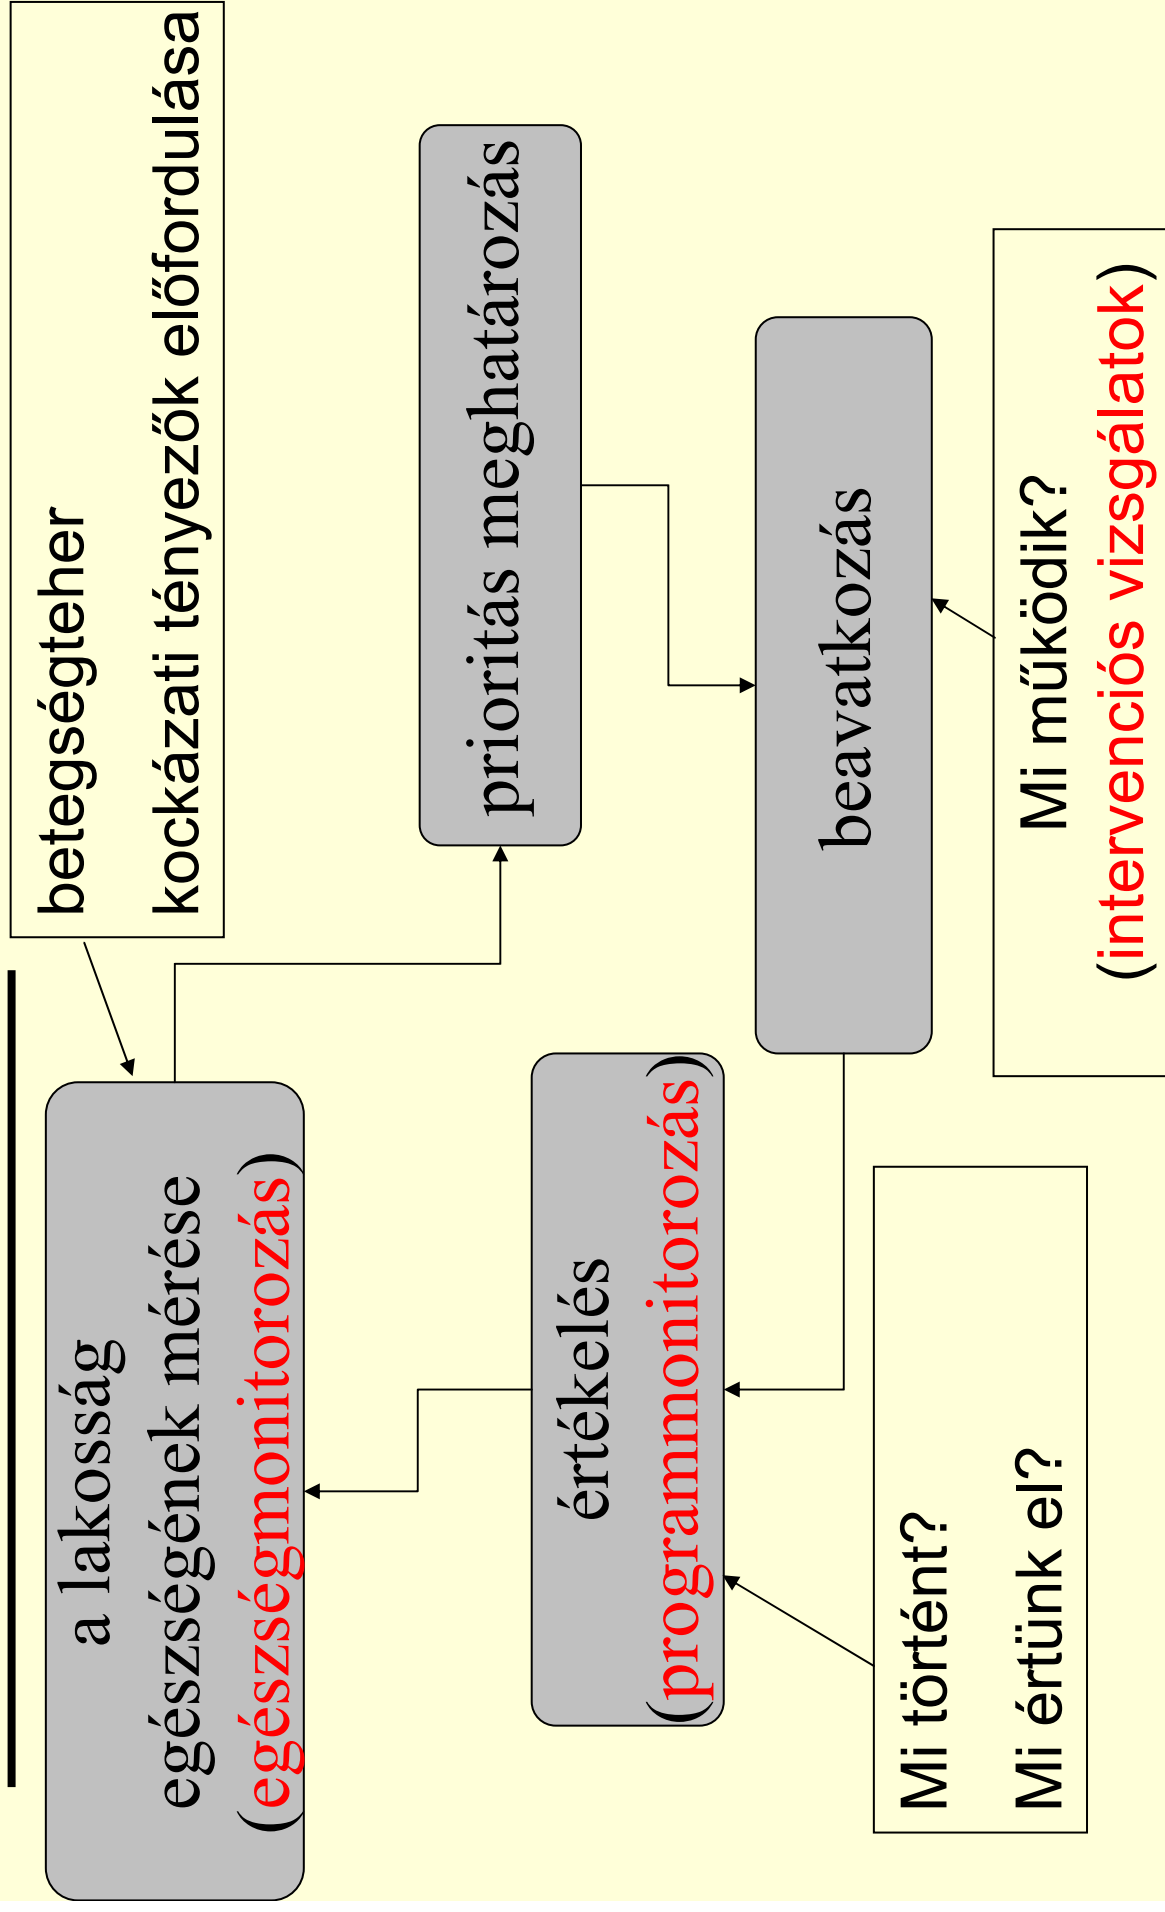 betegségteher
kockázati tényezők előfordulása
a lakosság
egészségének mérése
(egészségmonitorozás)
prioritás meghatározás
beavatkozás
Mi működik?
(intervenciós vizsgálatok)
értékelés
(programmonitorozás)
Mi történt?
Mi értünk el?